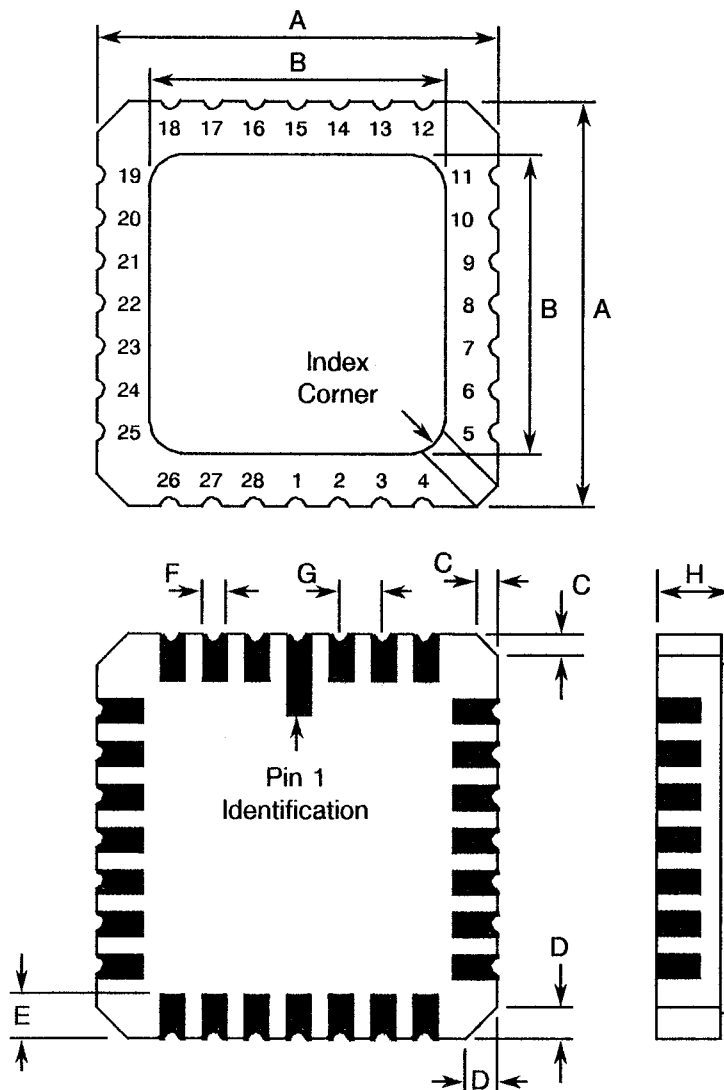 A
B
18 17 16 15 14 13 12
19 11
20 10
21 9
22 8
B A
23 7
Index
Corner
24 6
25 5
26 27 28 1 2 3 4
F G C C H
Pin 1
Identification
D
E
D